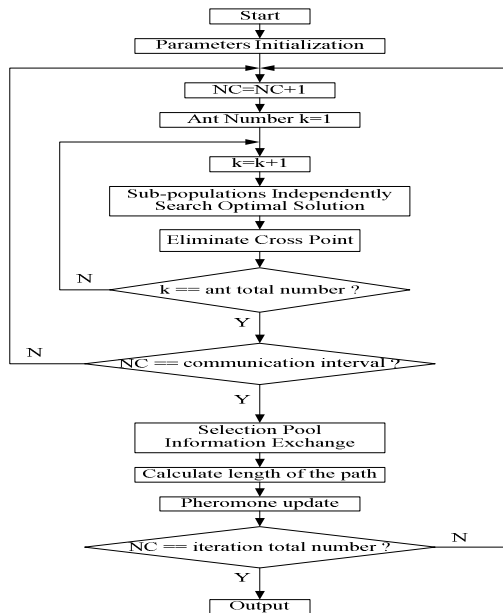 Start
Parameters Initialization
NC=NC+1
Ant Number k=1
k=k+1
Sub-populations Independently
Search Optimal Solution
Eliminate Cross Point
N
k == ant total number ?
Y
N
NC == communication interval ?
Y
Selection Pool
Information Exchange
Calculate length of the path
Pheromone update
N
NC == iteration total number ?
Y
Output